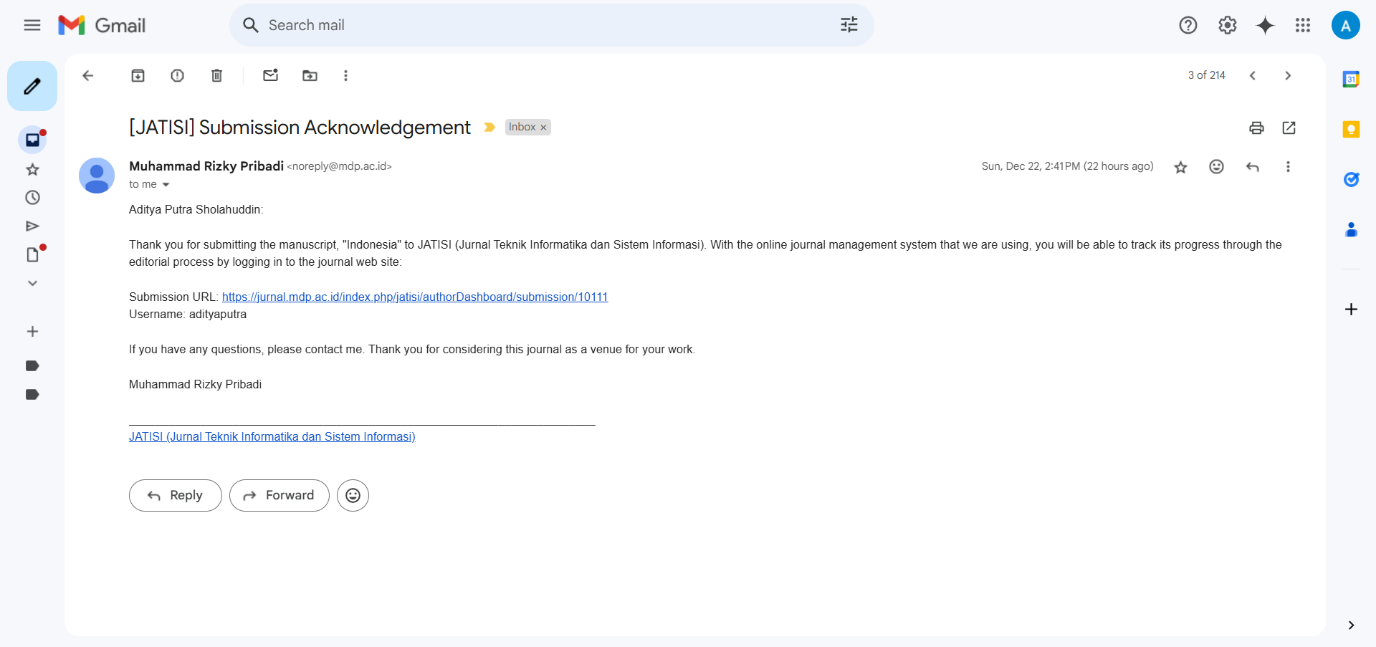 Gmail
Search mail
A
3 of 214
31
[JATISI] Submission Acknowledgement
Inbox ×
Muhammad Rizky Pribadi <noreply@mdp.ac.id>
Sun, Dec 22, 2:41 PM (22 hours ago)
to me
Aditya Putra Sholahuddin:
Thank you for submitting the manuscript, "Indonesia" to JATISI (Jurnal Teknik Informatika dan Sistem Informasi). With the online journal management system that we are using, you will be able to track its progress through the
editorial process by logging in to the journal web site:
Submission URL: https://jurnal.mdp.ac.id/index.php/jatisi/authorDashboard/submission/10111
Username: adityaputra
If you have any questions, please contact me. Thank you for considering this journal as a venue for your work.
Muhammad Rizky Pribadi
JATISI (Jurnal Teknik Informatika dan Sistem Informasi)
Reply
Forward